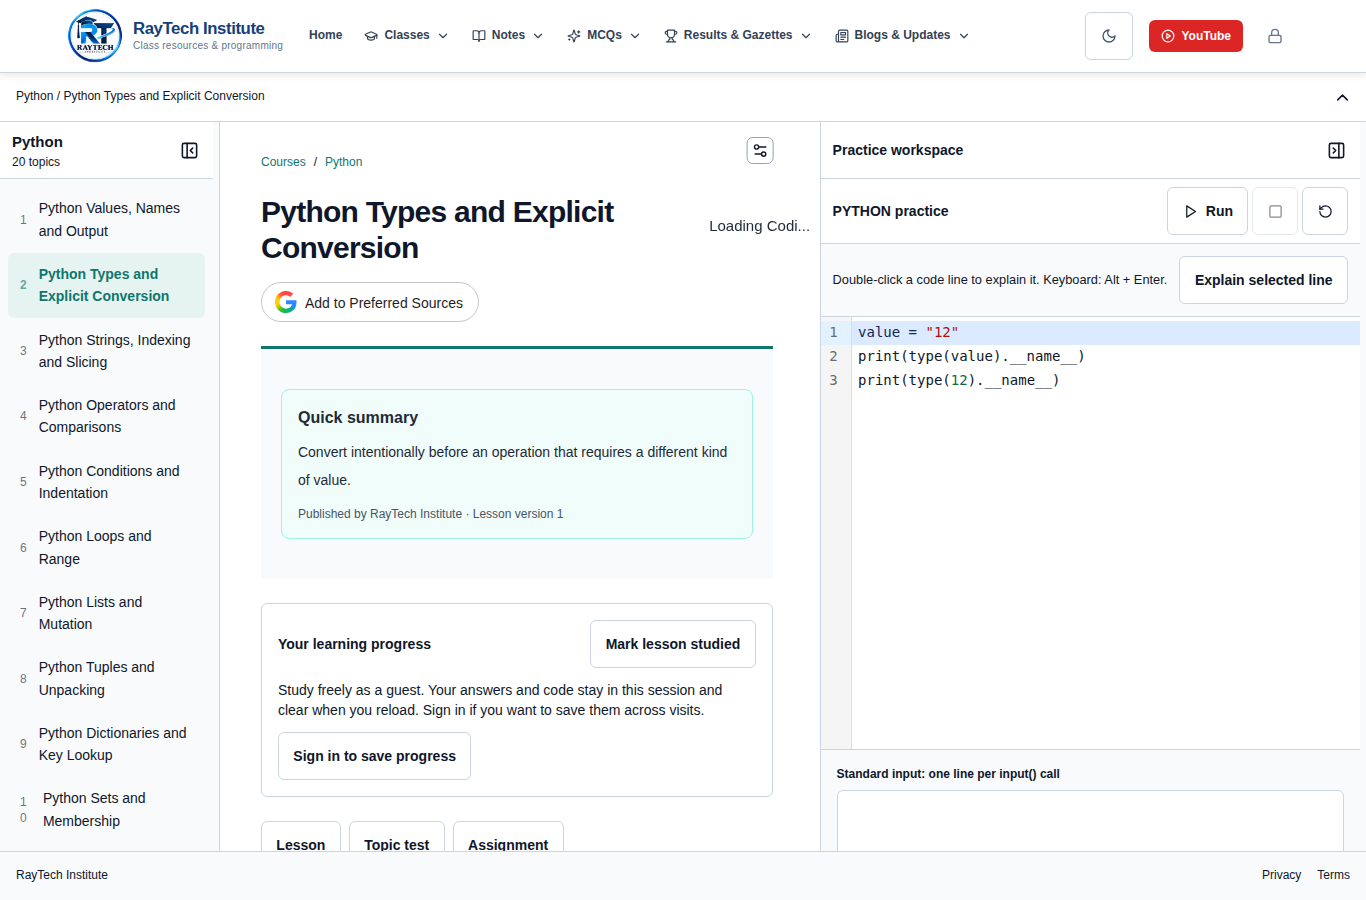 RAYTECH
RayTech Institute
Class resources & programming
Home
Classes
Notes
MCQs
Results & Gazettes
Blogs & Updates
YouTube
Python / Python Types and Explicit Conversion
Python
20 topics
1 Python Values, Names
and Output
2 Python Types and
Explicit Conversion
3 Python Strings, Indexing
and Slicing
4 Python Operators and
Comparisons
5 Python Conditions and
Indentation
6 Python Loops and
Range
7 Python Lists and
Mutation
8 Python Tuples and
Unpacking
9 Python Dictionaries and
Key Lookup
10 Python Sets and
Membership
Courses / Python
Python Types and Explicit
Conversion
Loading Codi...
Add to Preferred Sources
Quick summary
Convert intentionally before an operation that requires a different kind
of value.
Published by RayTech Institute · Lesson version 1
Your learning progress
Mark lesson studied
Study freely as a guest. Your answers and code stay in this session and
clear when you reload. Sign in if you want to save them across visits.
Sign in to save progress
Lesson
Topic test
Assignment
Practice workspace
PYTHON practice
Run
Double-click a code line to explain it. Keyboard: Alt + Enter.
Explain selected line
1 value = "12"
2 print(type(value).__name__)
3 print(type(12).__name__)
Standard input: one line per input() call
RayTech Institute
Privacy
Terms